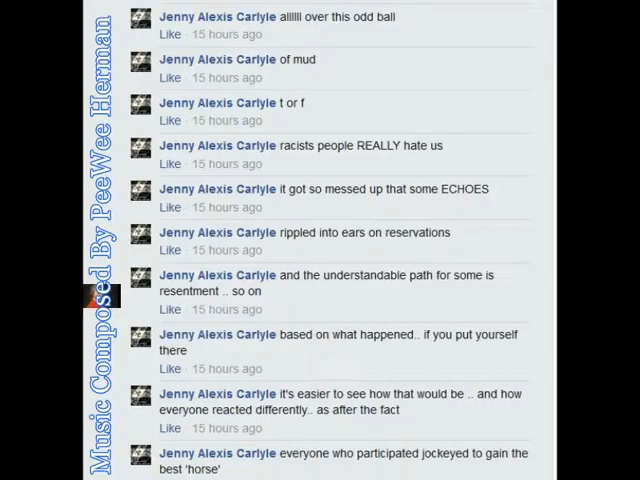 Music Composed By PeeWee Herman
Jenny Alexis Carlyle allllll over this odd ball
Like · 15 hours ago
Jenny Alexis Carlyle of mud
Like · 15 hours ago
Jenny Alexis Carlyle t or f
Like · 15 hours ago
Jenny Alexis Carlyle racists people REALLY hate us
Like · 15 hours ago
Jenny Alexis Carlyle it got so messed up that some ECHOES
Like · 15 hours ago
Jenny Alexis Carlyle rippled into ears on reservations
Like · 15 hours ago
Jenny Alexis Carlyle and the understandable path for some is
resentment .. so on
Like · 15 hours ago
Jenny Alexis Carlyle based on what happened.. if you put yourself
there
Like · 15 hours ago
Jenny Alexis Carlyle it's easier to see how that would be .. and how
everyone reacted differently.. as after the fact
Like · 15 hours ago
Jenny Alexis Carlyle everyone who participated jockeyed to gain the
best 'horse'